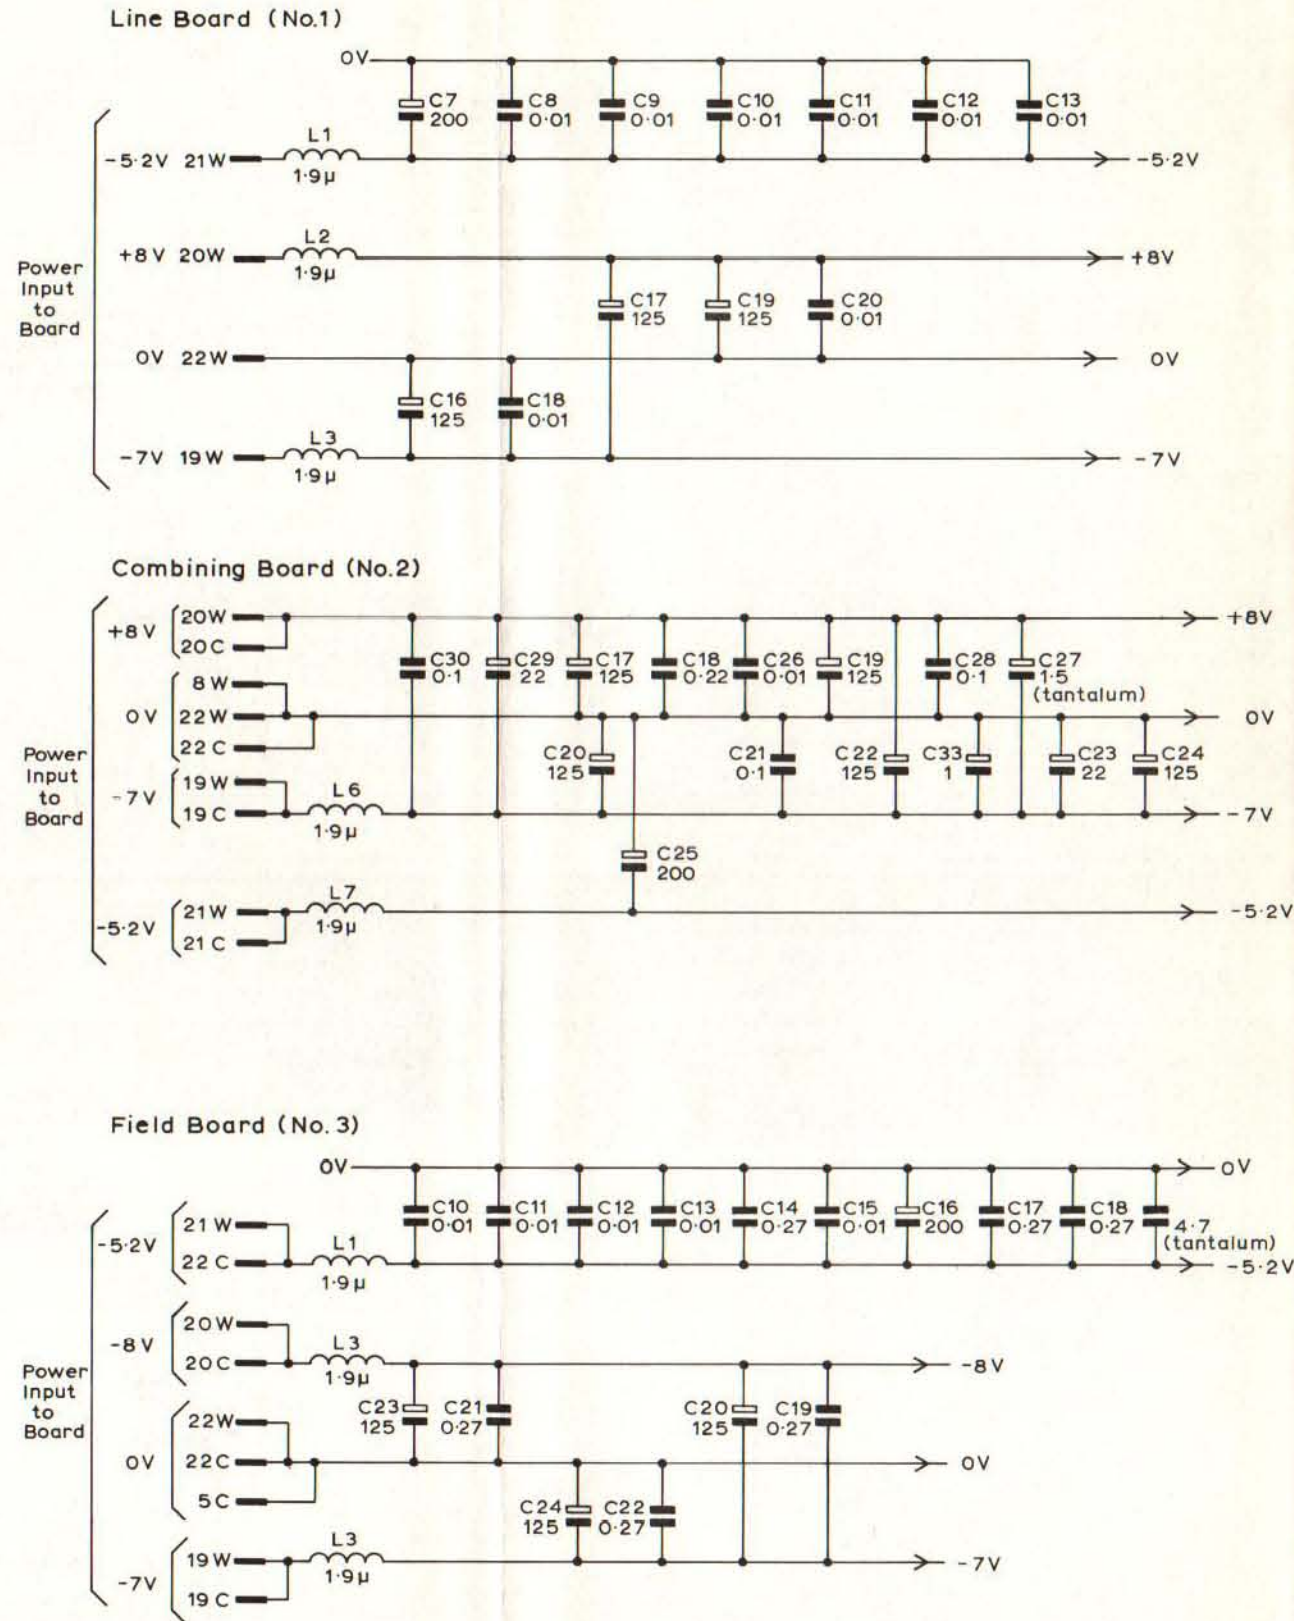 Line Board (No.1)
0V
C7 200
C8 0·01
C9 0·01
C10 0·01
C11 0·01
C12 0·01
C13 0·01
-5·2V 21W
L1
1·9µ
-5·2V
+8V 20W
L2
1·9µ
+8V
Power Input to Board
C17 125
C19 125
C20 0·01
0V 22W
0V
C16 125
C18 0·01
-7V 19W
L3
1·9µ
-7V
Combining Board (No.2)
+8V
20W
20C
+8V
C30 0·1
C29 22
C17 125
C18 0·22
C26 0·01
C19 125
C28 0·1
C27 1·5 (tantalum)
0V
8W
22W
22C
0V
Power Input to Board
C20 125
C21 0·1
C22 125
C33 1
C23 22
C24 125
-7V
19W
19C
L6
1·9µ
-7V
C25 200
-5·2V
21W
21C
L7
1·9µ
-5·2V
Field Board (No.3)
0V
0V
C10 0·01
C11 0·01
C12 0·01
C13 0·01
C14 0·27
C15 0·01
C16 200
C17 0·27
C18 0·27
4·7 (tantalum)
-5·2V
21W
22C
L1
1·9µ
-5·2V
-8V
20W
20C
L3
1·9µ
-8V
Power Input to Board
C23 125
C21 0·27
C20 125
C19 0·27
0V
22W
22C
5C
0V
C24 125
C22 0·27
-7V
19W
19C
L3
1·9µ
-7V